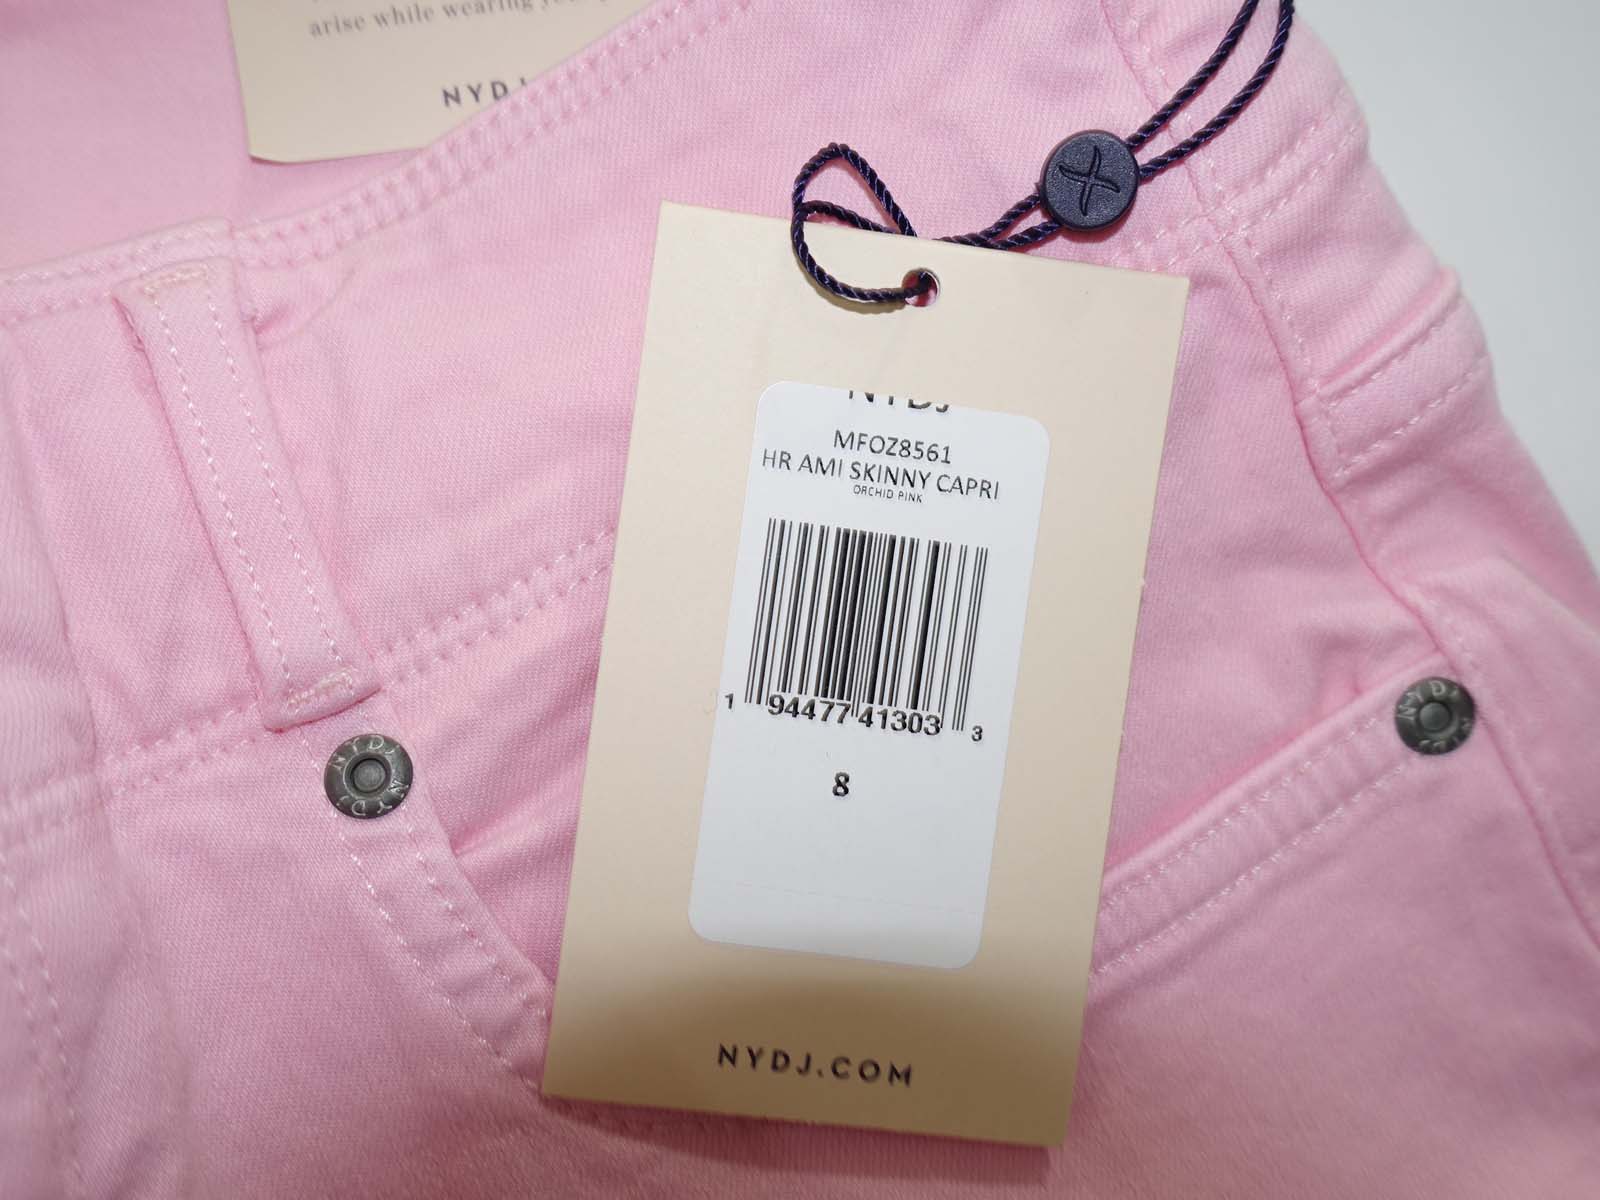 arise while wearing
NYDJ
NYDJ
MFOZ8561
HR AMI SKINNY CAPRI
ORCHID PINK
1 94477 41303 3
8
NYDJ.COM
NYDJ NYDJ
NYDJ